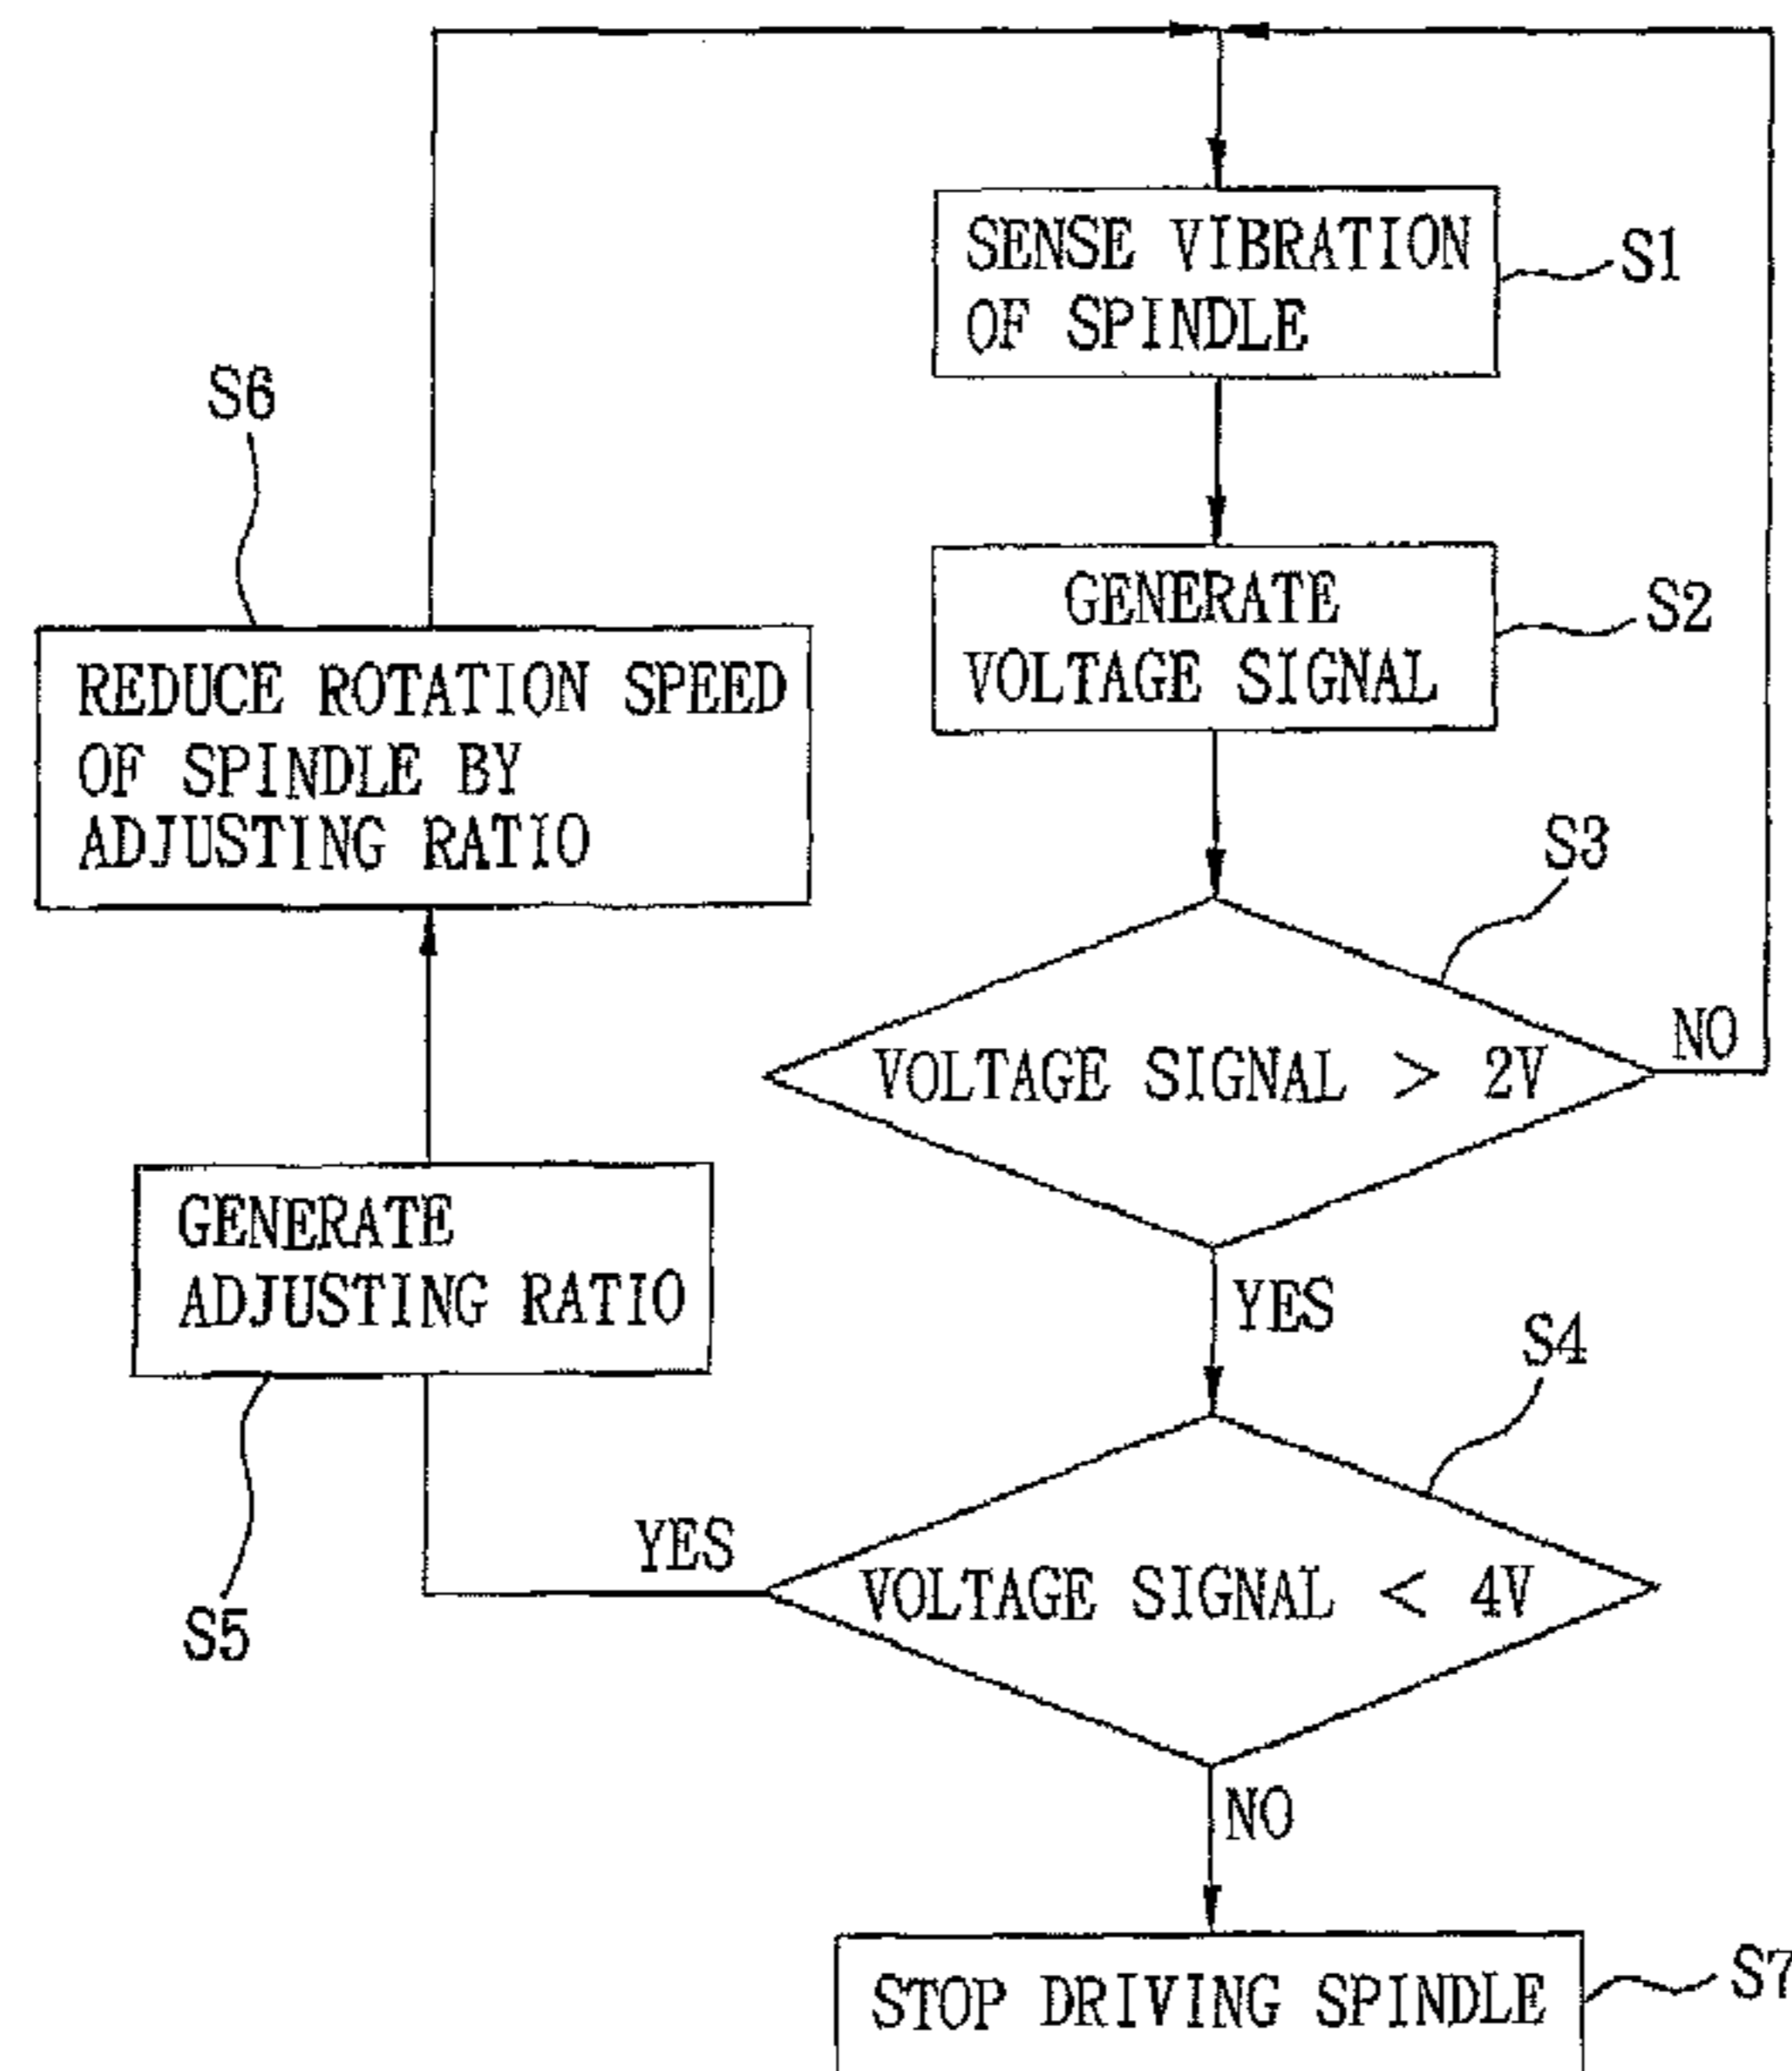 SENSE VIBRATION
OF SPINDLE
S1
S6
GENERATE
VOLTAGE SIGNAL
S2
REDUCE ROTATION SPEED
OF SPINDLE BY
ADJUSTING RATIO
S3
VOLTAGE SIGNAL > 2V
NO
GENERATE
ADJUSTING RATIO
YES
S4
YES
VOLTAGE SIGNAL < 4V
S5
NO
STOP DRIVING SPINDLE
S7